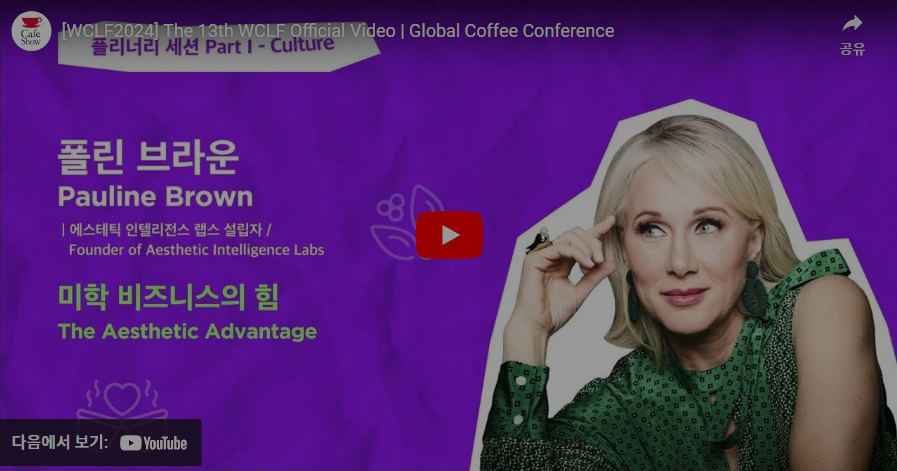 Cafe
Show
[WCLF2024] The 13th WCLF Official Video | Global Coffee Conference
공유
플리너리 세션 Part I - Culture
폴린 브라운
Pauline Brown
| 에스테틱 인텔리전스 랩스 설립자 /
Founder of Aesthetic Intelligence Labs
미학 비즈니스의 힘
The Aesthetic Advantage
다음에서 보기: YouTube